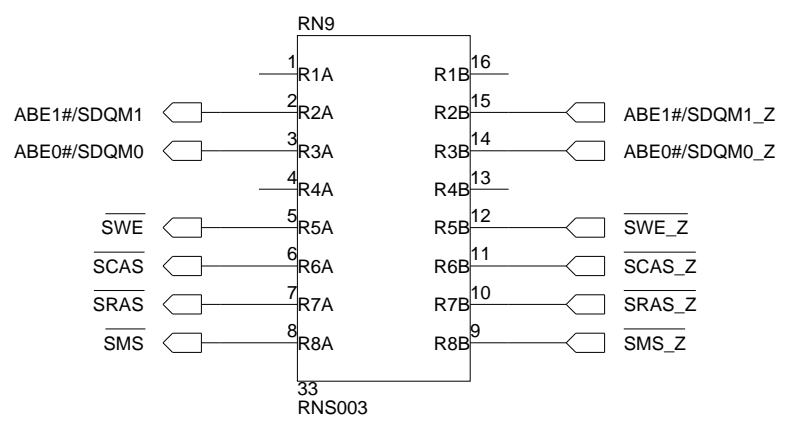 RN9
1 16
R1A R1B
2 15
ABE1#/SDQM1 R2A R2B ABE1#/SDQM1_Z
3 14
ABE0#/SDQM0 R3A R3B ABE0#/SDQM0_Z
4 13
R4A R4B
5 12
SWE R5A R5B SWE_Z
6 11
SCAS R6A R6B SCAS_Z
7 10
SRAS R7A R7B SRAS_Z
8 9
SMS R8A R8B SMS_Z
33
RNS003